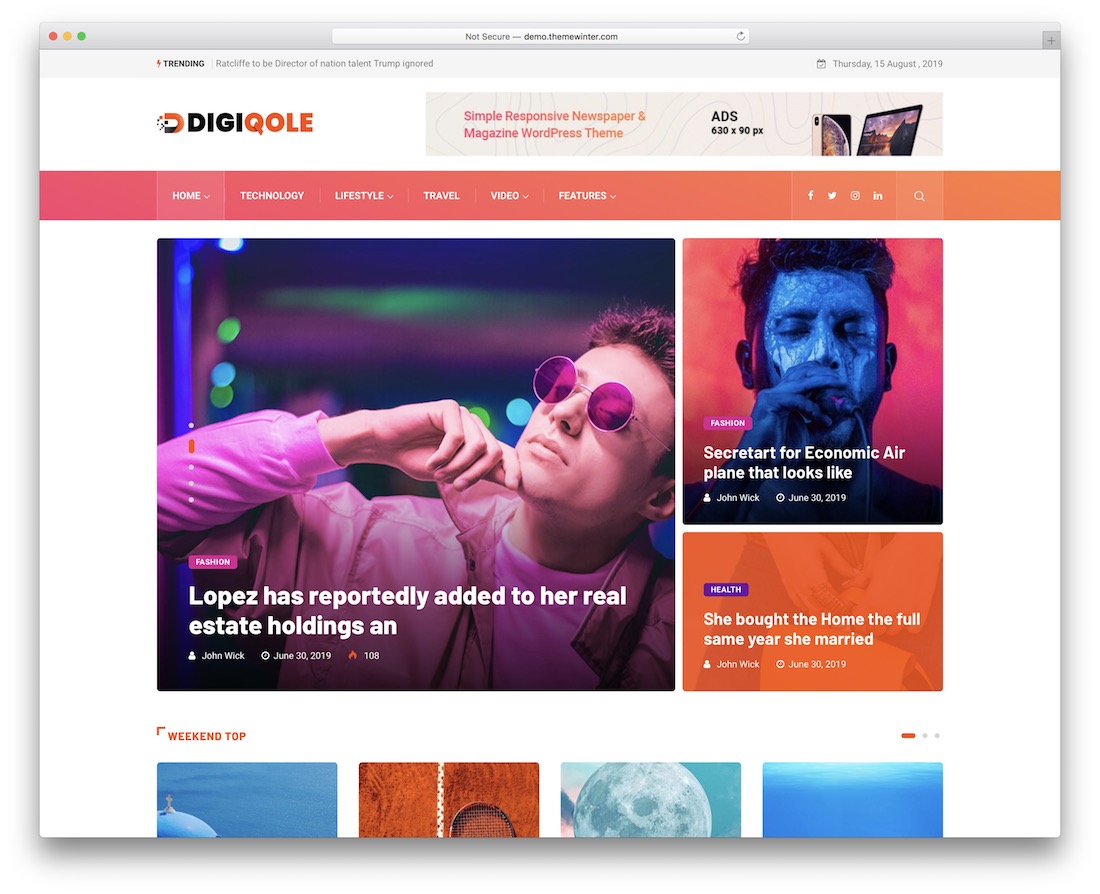 Not Secure — demo.themewinter.com
TRENDING Ratcliffe to be Director of nation talent Trump ignored
Thursday, 15 August , 2019
DIGIQOLE
Simple Responsive Newspaper &
Magazine WordPress Theme
ADS
630 x 90 px
HOME TECHNOLOGY LIFESTYLE TRAVEL VIDEO FEATURES
FASHION
Lopez has reportedly added to her real
estate holdings an
John Wick June 30, 2019 108
FASHION
Secretart for Economic Air
plane that looks like
John Wick June 30, 2019
HEALTH
She bought the Home the full
same year she married
John Wick June 30, 2019
WEEKEND TOP